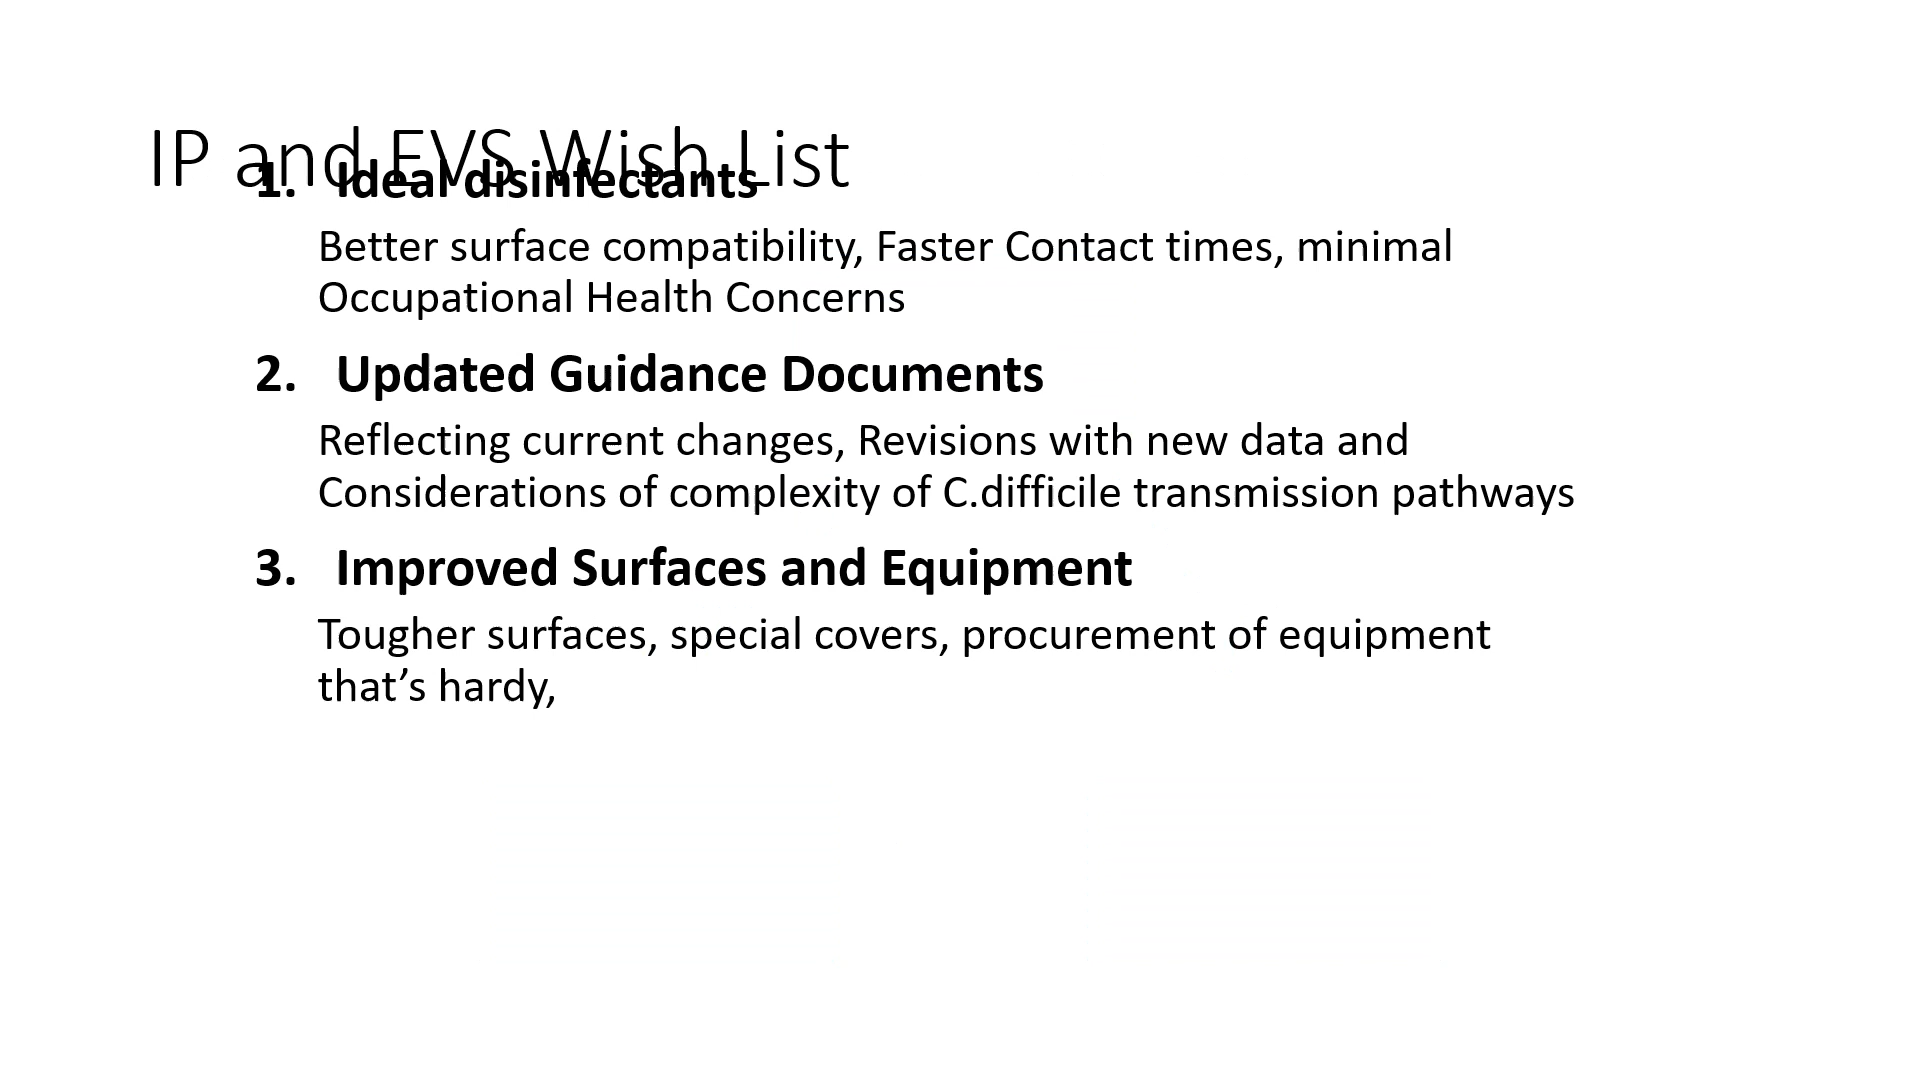 IP and EVS Wish List
1. Ideal disinfectants
Better surface compatibility, Faster Contact times, minimal
Occupational Health Concerns
2. Updated Guidance Documents
Reflecting current changes, Revisions with new data and
Considerations of complexity of C.difficile transmission pathways
3. Improved Surfaces and Equipment
Tougher surfaces, special covers, procurement of equipment
that’s hardy,